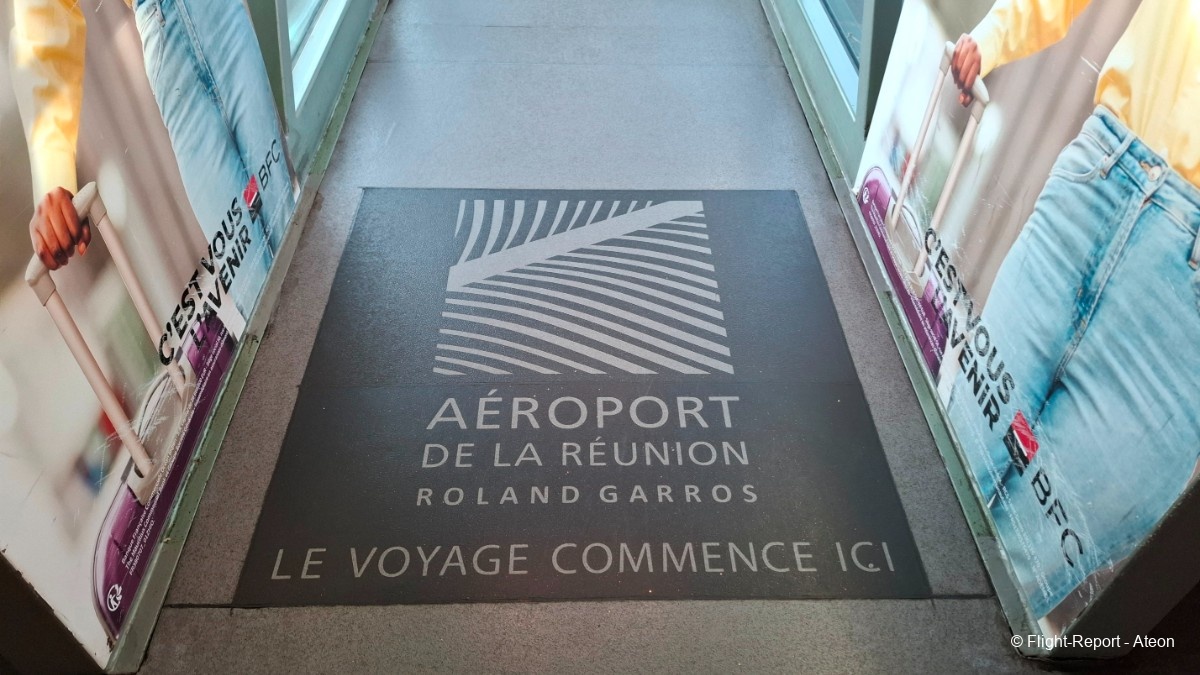 AÉROPORT
DE LA RÉUNION
ROLAND GARROS
LE VOYAGE COMMENCE ICI
C'EST VOUS
L'AVENIR
BFC
C'EST VOUS
L'AVENIR
BFC
© Flight-Report - Ateon